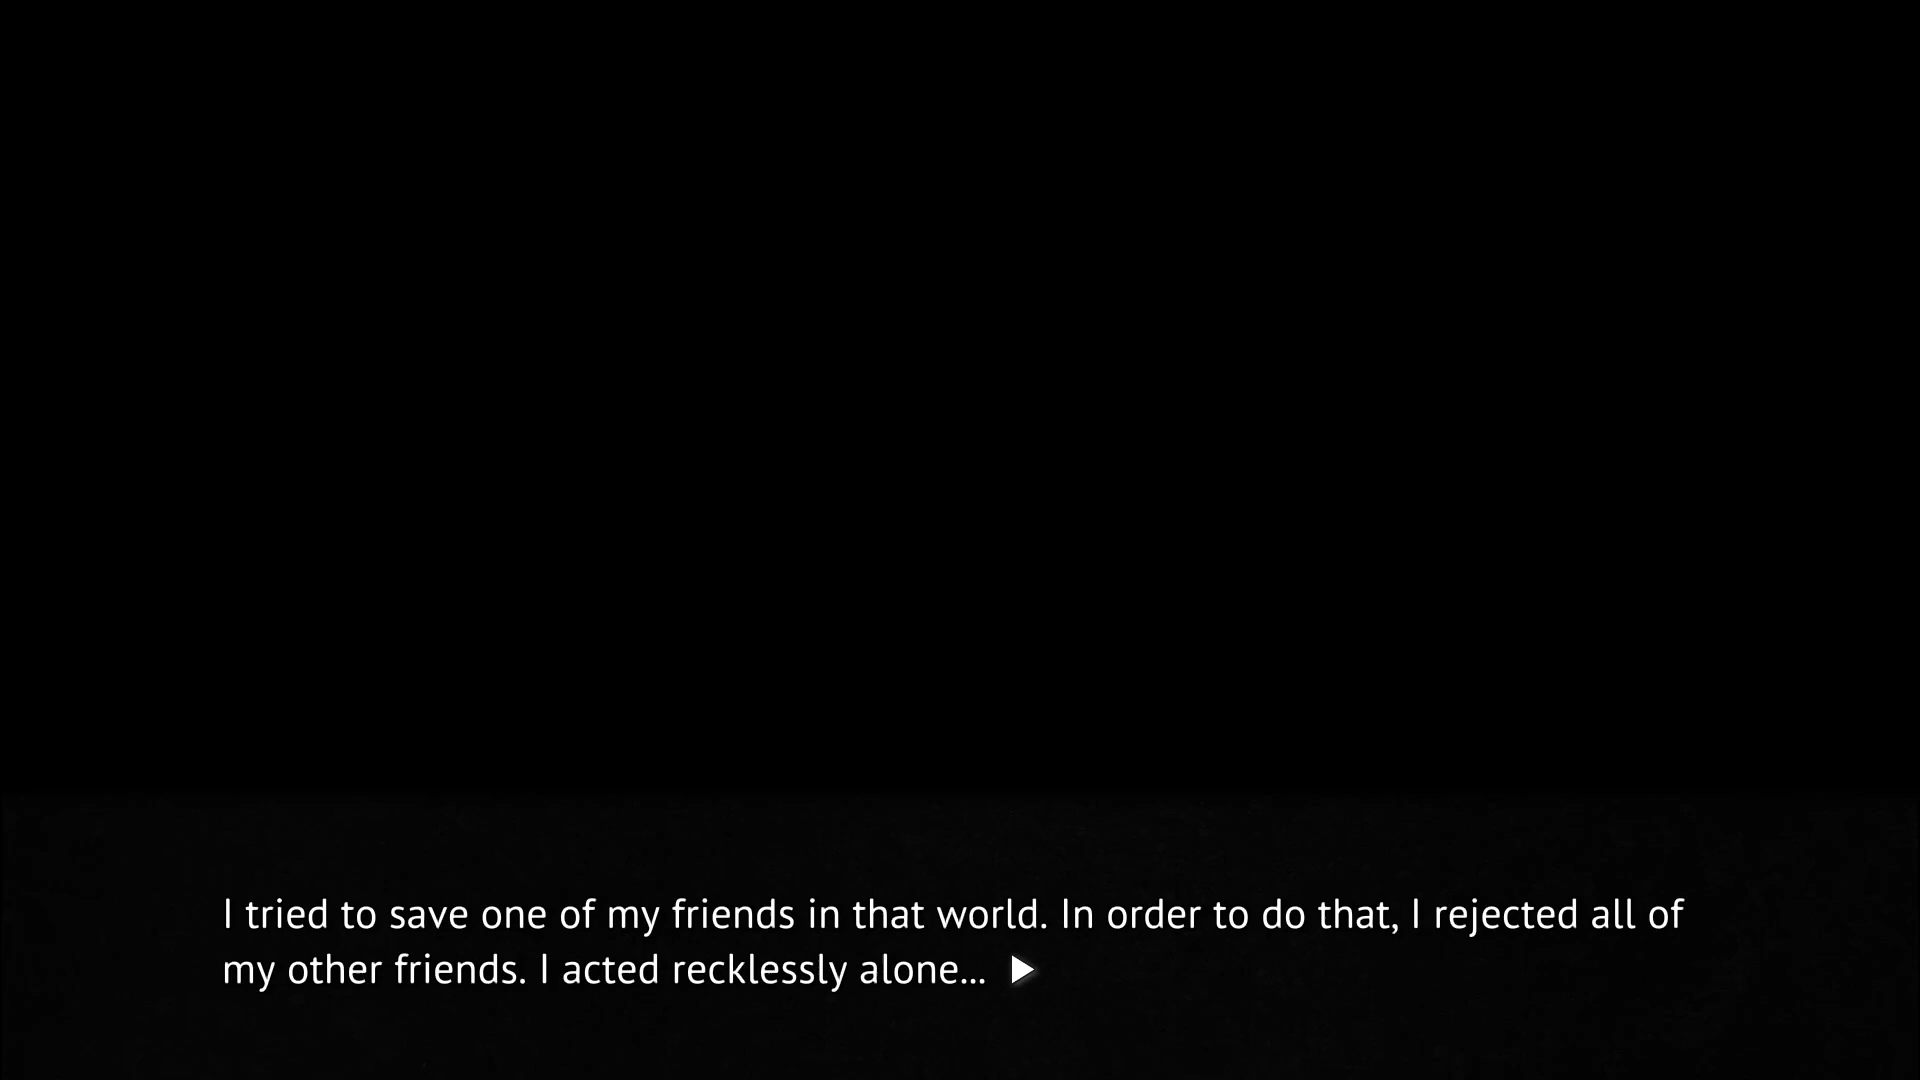 I tried to save one of my friends in that world. In order to do that, I rejected all of
my other friends. I acted recklessly alone...